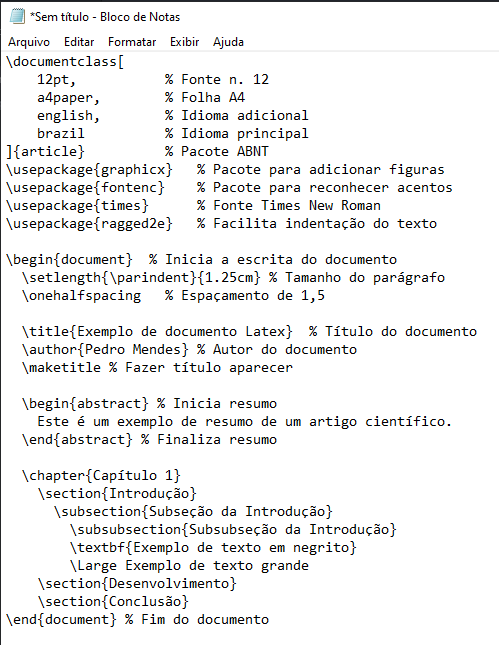 *Sem título - Bloco de Notas
Arquivo Editar Formatar Exibir Ajuda
\documentclass[
    12pt,           % Fonte n. 12
    a4paper,        % Folha A4
    english,        % Idioma adicional
    brazil          % Idioma principal
]{article}          % Pacote ABNT
\usepackage{graphicx}   % Pacote para adicionar figuras
\usepackage{fontenc}    % Pacote para reconhecer acentos
\usepackage{times}      % Fonte Times New Roman
\usepackage{ragged2e}   % Facilita indentação do texto

\begin{document}  % Inicia a escrita do documento
  \setlength{\parindent}{1.25cm} % Tamanho do parágrafo
  \onehalfspacing   % Espaçamento de 1,5

  \title{Exemplo de documento Latex}  % Título do documento
  \author{Pedro Mendes} % Autor do documento
  \maketitle % Fazer título aparecer

  \begin{abstract} % Inicia resumo
    Este é um exemplo de resumo de um artigo científico.
  \end{abstract} % Finaliza resumo

  \chapter{Capítulo 1}
    \section{Introdução}
      \subsection{Subseção da Introdução}
        \subsubsection{Subsubseção da Introdução}
        \textbf{Exemplo de texto em negrito}
        \Large Exemplo de texto grande
    \section{Desenvolvimento}
    \section{Conclusão}
\end{document} % Fim do documento